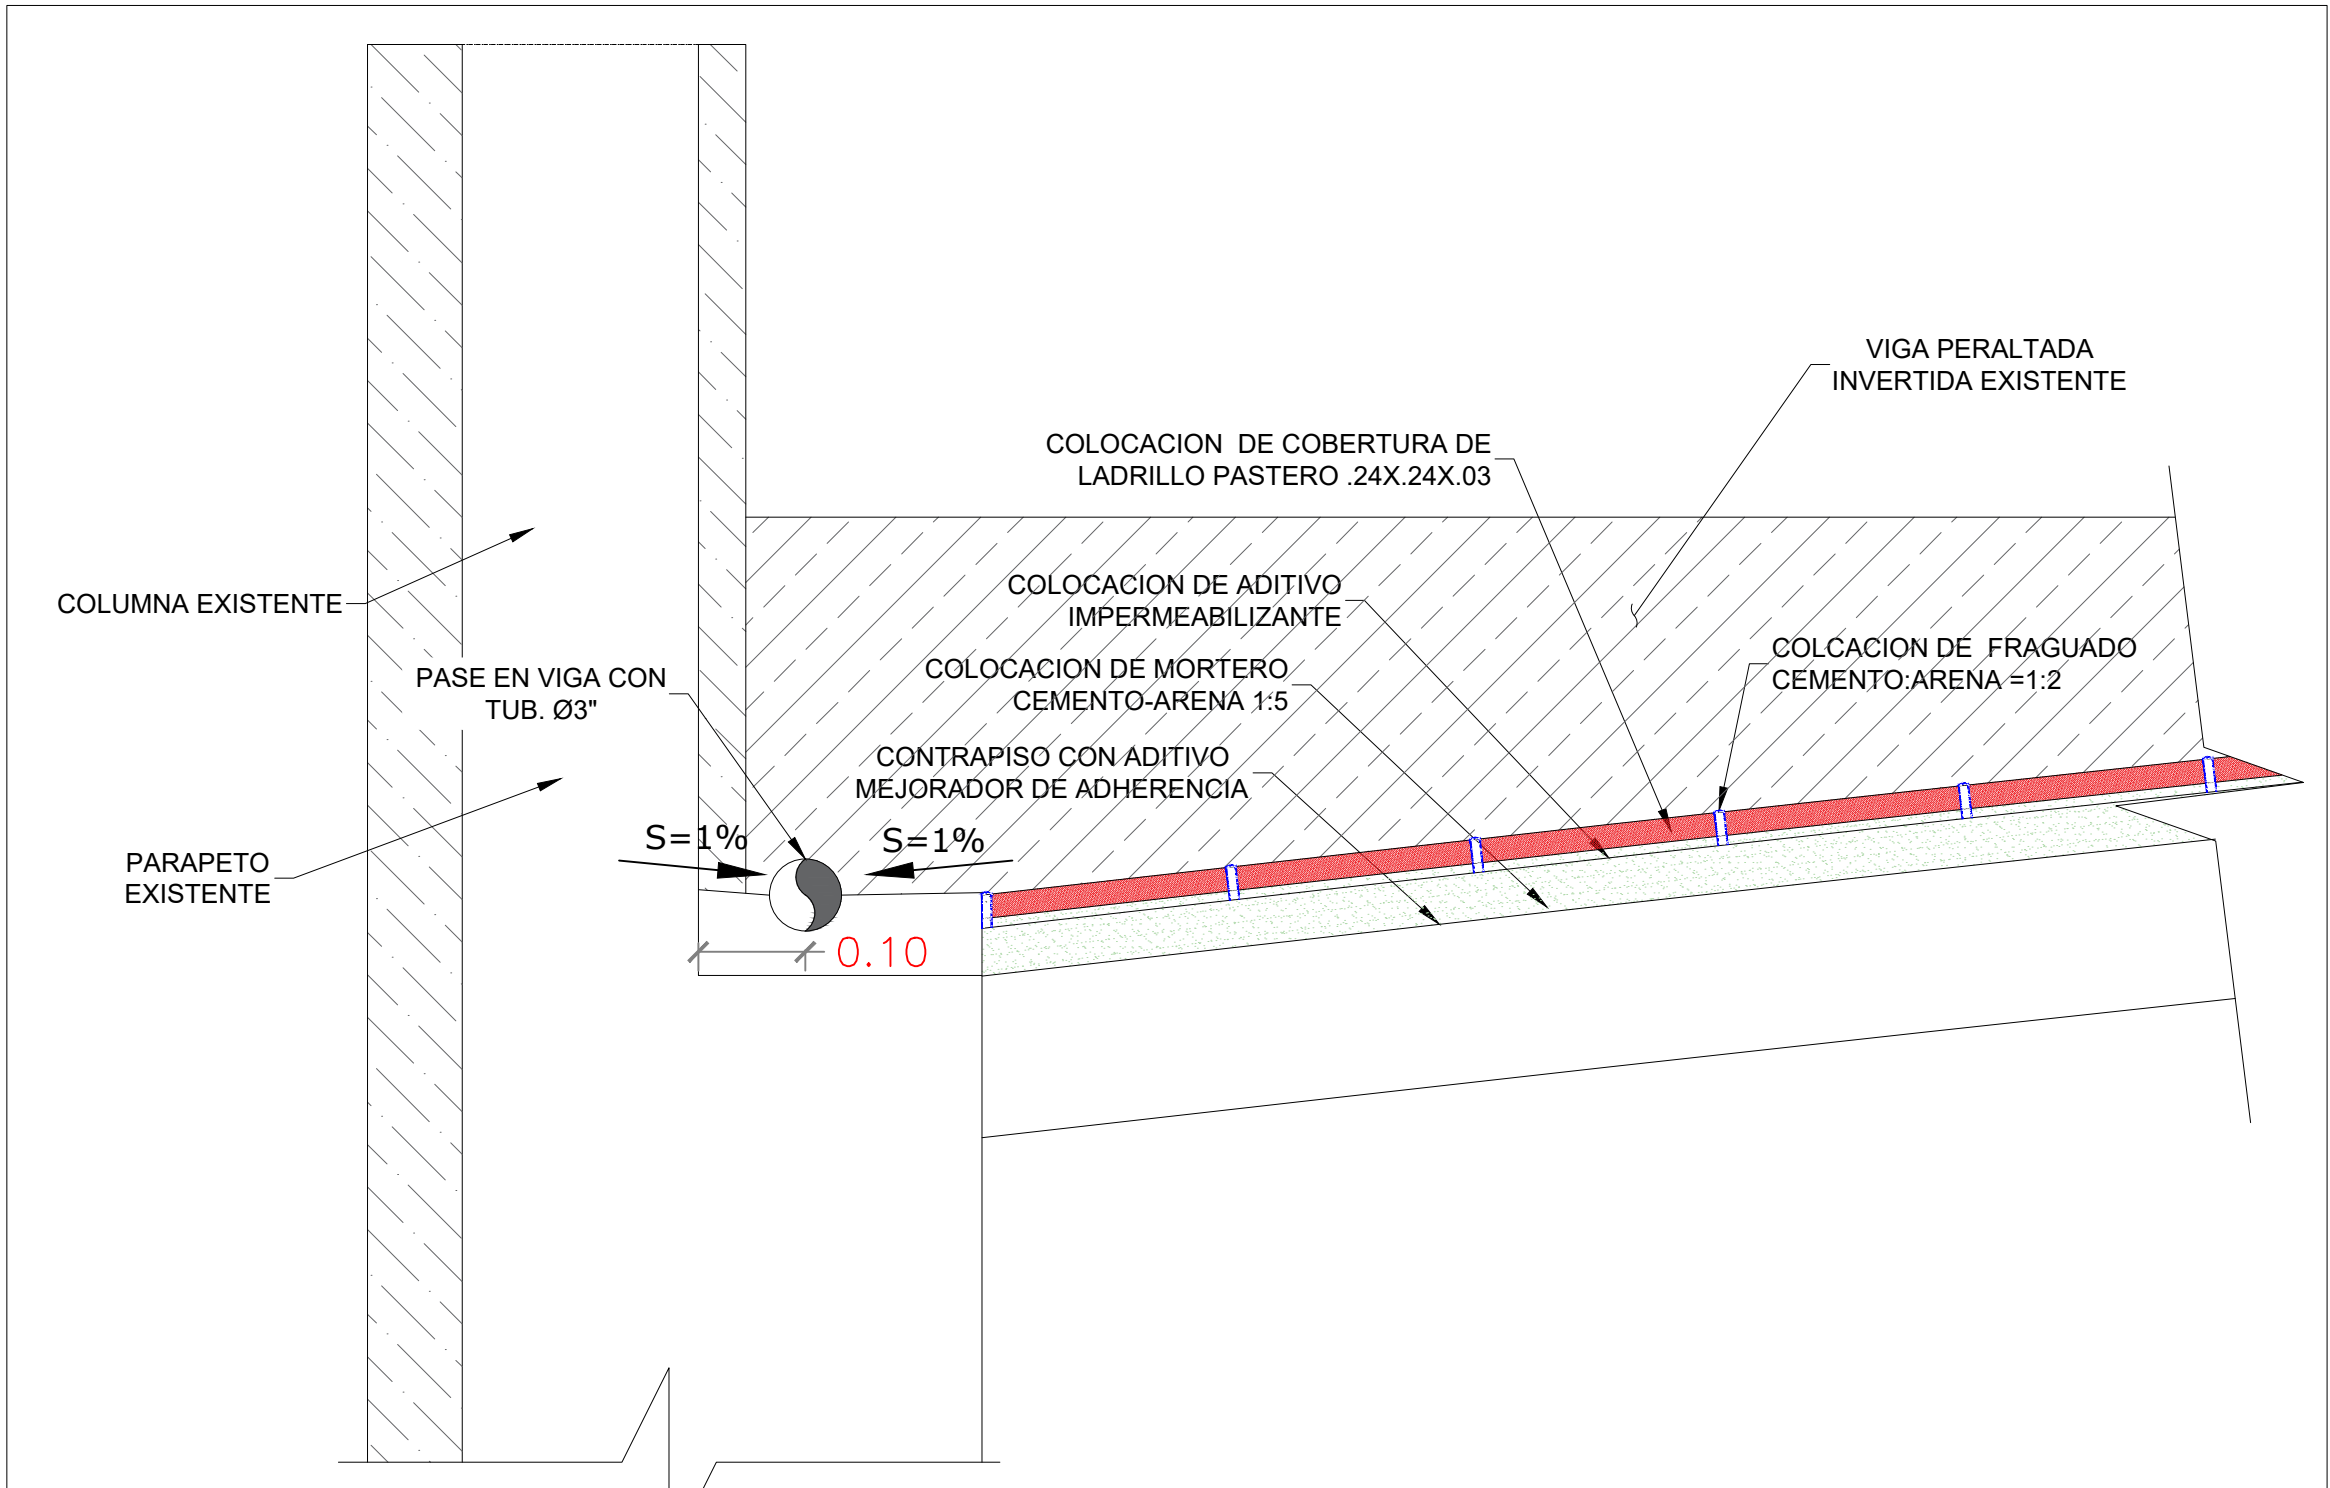 VIGA PERALTADA
INVERTIDA EXISTENTE
COLOCACION DE COBERTURA DE
LADRILLO PASTERO .24X.24X.03
COLUMNA EXISTENTE
COLOCACION DE ADITIVO
IMPERMEABILIZANTE
PASE EN VIGA CON
TUB. Ø3"
COLOCACION DE MORTERO
CEMENTO-ARENA 1:5
COLCACION DE FRAGUADO
CEMENTO:ARENA =1:2
CONTRAPISO CON ADITIVO
MEJORADOR DE ADHERENCIA
S=1%
S=1%
PARAPETO
EXISTENTE
0.10